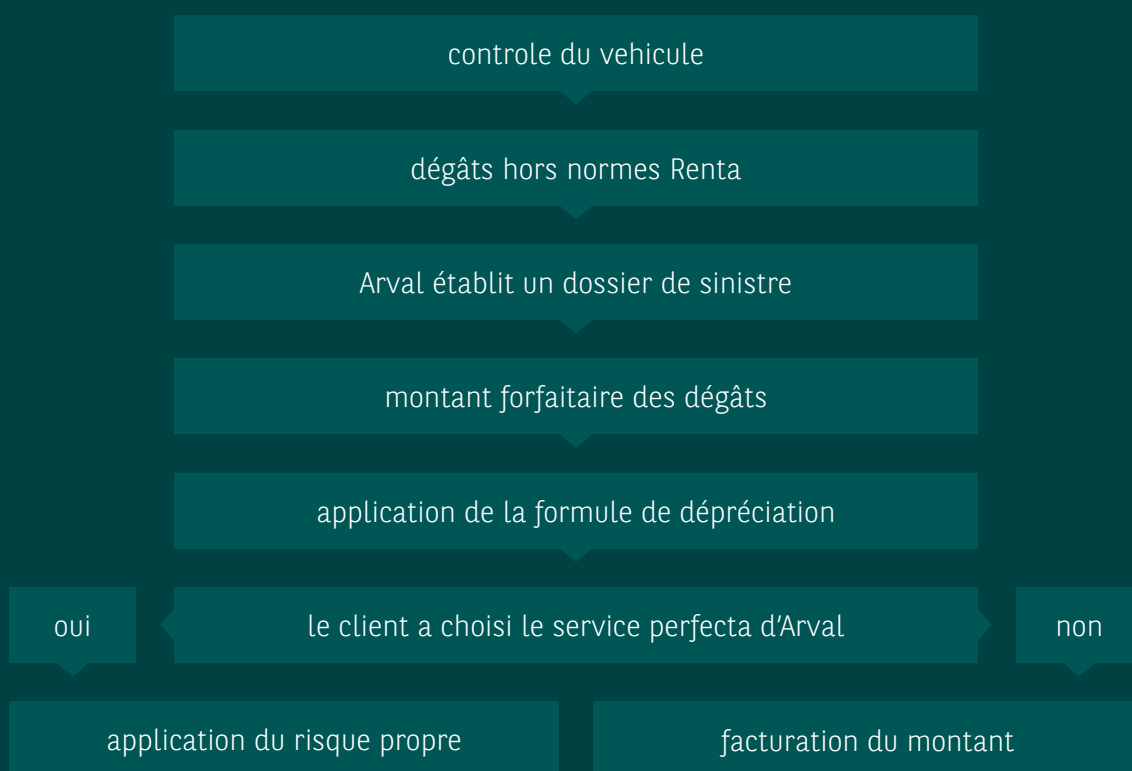 controle du vehicule
dégâts hors normes Renta
Arval établit un dossier de sinistre
montant forfaitaire des dégâts
application de la formule de dépréciation
oui
le client a choisi le service perfecta d'Arval
non
application du risque propre
facturation du montant